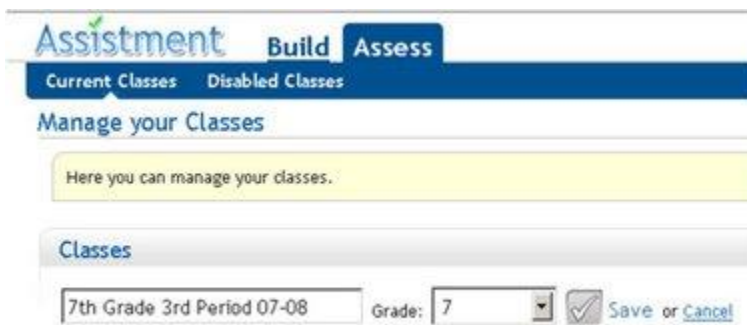 Assistment Build Assess
Current Classes Disabled Classes
Manage your Classes
Here you can manage your classes.
Classes
7th Grade 3rd Period 07-08 Grade: 7 Save or Cancel